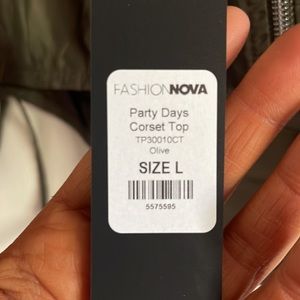 FASHIONNOVA
Party Days
Corset Top
TP30010CT
Olive
SIZE L
5575595